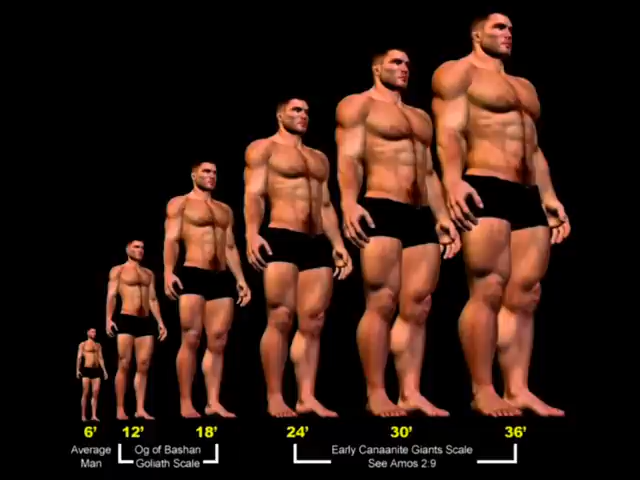 6' 12' 18' 24' 30' 36'
Average Og of Bashan Early Canaanite Giants Scale
Man Goliath Scale See Amos 2:9